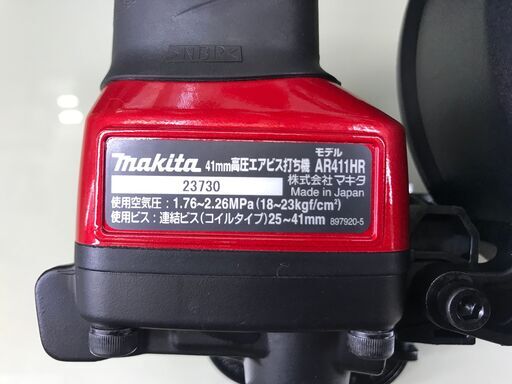 >NBR<
makita 41mm高圧エアビス打ち機 モデル AR411HR
23730 株式会社 マキタ
Made in Japan
使用空気圧：1.76~2.26MPa(18~23kgf/cm²)
使用ビス：連結ビス(コイルタイプ)25~41mm 897920-5